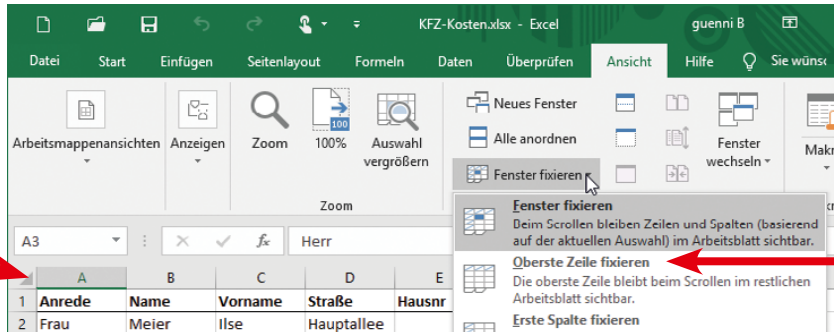 KFZ-Kosten.xlsx - Excel guenni B
Datei Start Einfügen Seitenlayout Formeln Daten Überprüfen Ansicht Hilfe Sie wünsc
Neues Fenster
Alle anordnen
Fenster fixieren
Arbeitsmappenansichten Anzeigen Zoom 100% Auswahl vergrößern Fenster wechseln Makr
100
Zoom
Fenster fixieren
Beim Scrollen bleiben Zeilen und Spalten (basierend
auf der aktuellen Auswahl) im Arbeitsblatt sichtbar.
Oberste Zeile fixieren
Die oberste Zeile bleibt beim Scrollen im restlichen
Arbeitsblatt sichtbar.
Erste Spalte fixieren
A3 fx Herr
A B C D E
1 Anrede Name Vorname Straße Hausnr
2 Frau Meier Ilse Hauptallee